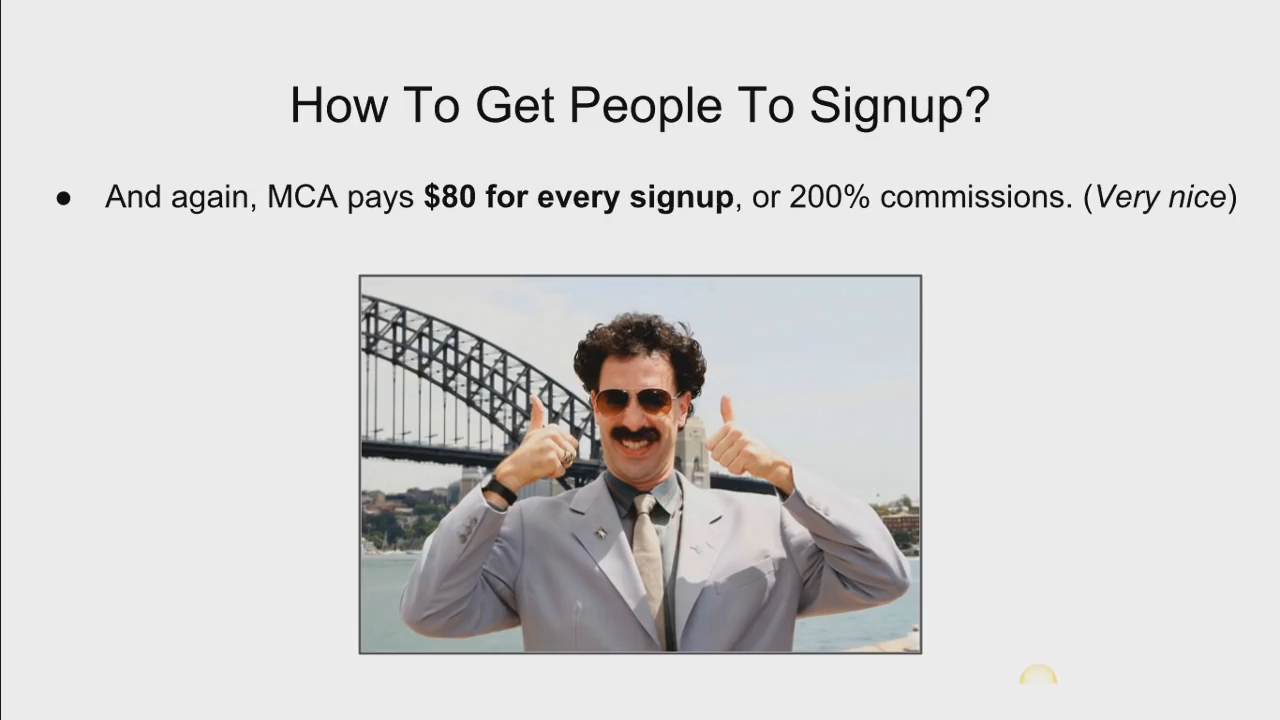 How To Get People To Signup?
● And again, MCA pays $80 for every signup, or 200% commissions. (Very nice)